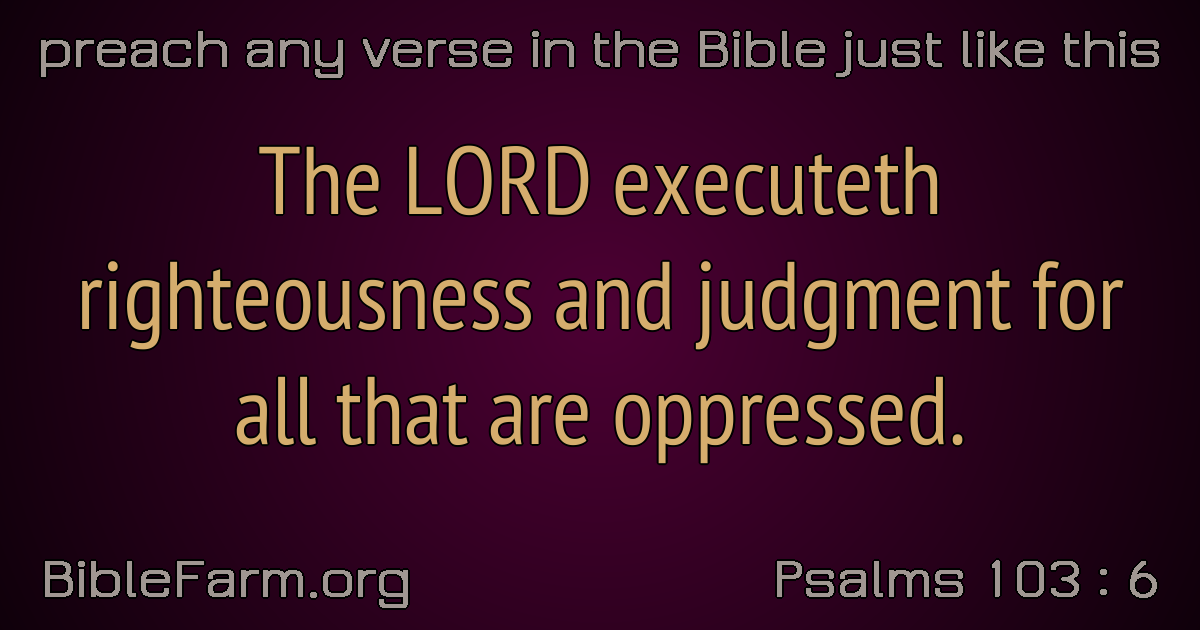 preach any verse in the Bible just like this
The LORD executeth
righteousness and judgment for
all that are oppressed.
BibleFarm.org
Psalms 103 : 6